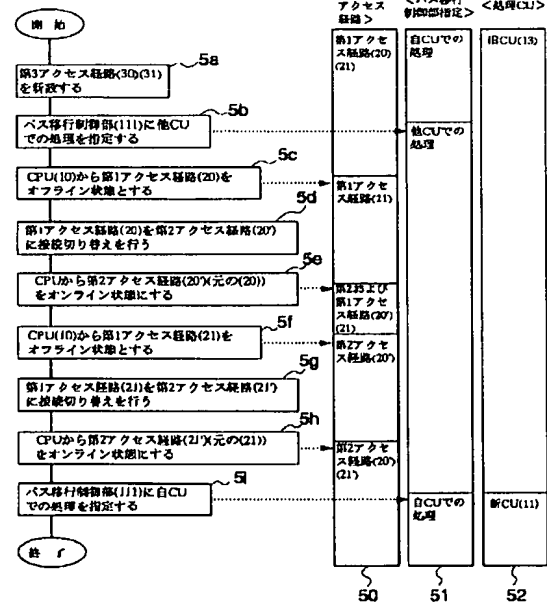 アクセス
経路＞
＜パス移行
制御部指定＞
＜処理CU＞
開始
5a
第3アクセス経路(30)(31)
を新設する
5b
パス移行制御部(111)に他CU
での処理を指定する
5c
CPU(10)から第1アクセス経路(20)を
オフライン状態とする
5d
第1アクセス経路(20)を第2アクセス経路(20')
に接続切り替えを行う
5e
CPUから第2アクセス経路(20')(元の(20))
をオンライン状態にする
5f
CPU(10)から第1アクセス経路(21)を
オフライン状態とする
5g
第1アクセス経路(21)を第2アクセス経路(21')
に接続切り替えを行う
5h
CPUから第2アクセス経路(21')(元の(21))
をオンライン状態にする
5i
パス移行制御部(111)に自CU
での処理を指定する
終了
第1アクセ
ス経路(20)
(21)
第1アクセ
ス経路(21)
第2および
第1アクセ
ス経路(20')
(21)
第2アクセ
ス経路(20')
第2アクセ
ス経路(20')
(21')
50
自CUでの
処理
他CUでの
処理
自CUでの
処理
51
旧CU(13)
新CU(11)
52